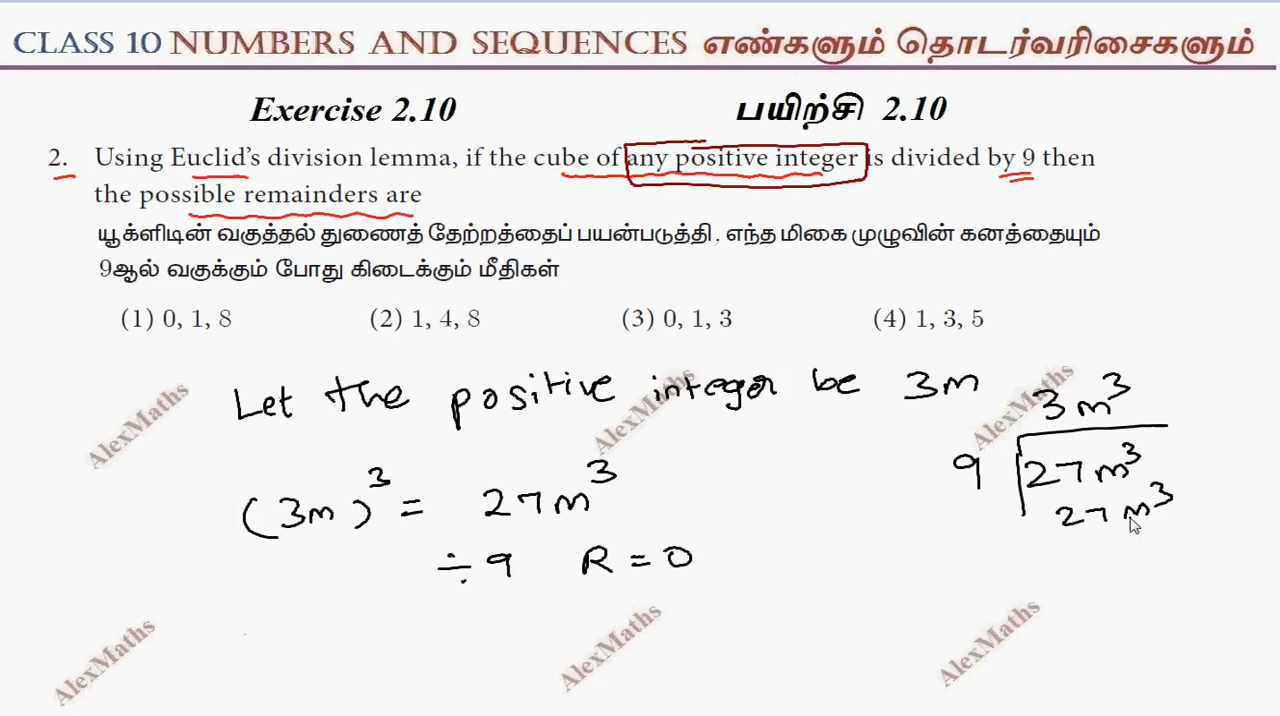 CLASS 10 NUMBERS AND SEQUENCES எண்களும் தொடர்வரிசைகளும்
Exercise 2.10 பயிற்சி 2.10
2. Using Euclid's division lemma, if the cube of any positive integer is divided by 9 then
the possible remainders are
யூக்ளிடின் வகுத்தல் துணைத் தேற்றத்தைப் பயன்படுத்தி, எந்த மிகை முழுவின் கனத்தையும்
9ஆல் வகுக்கும் போது கிடைக்கும் மீதிகள்
(1) 0, 1, 8 (2) 1, 4, 8 (3) 0, 1, 3 (4) 1, 3, 5
Let the positive integer be 3m
3m³
9 27m³
27m³
(3m)³ = 27m³
÷ 9 R = 0
AlexMaths AlexMaths AlexMaths
AlexMaths AlexMaths AlexMaths